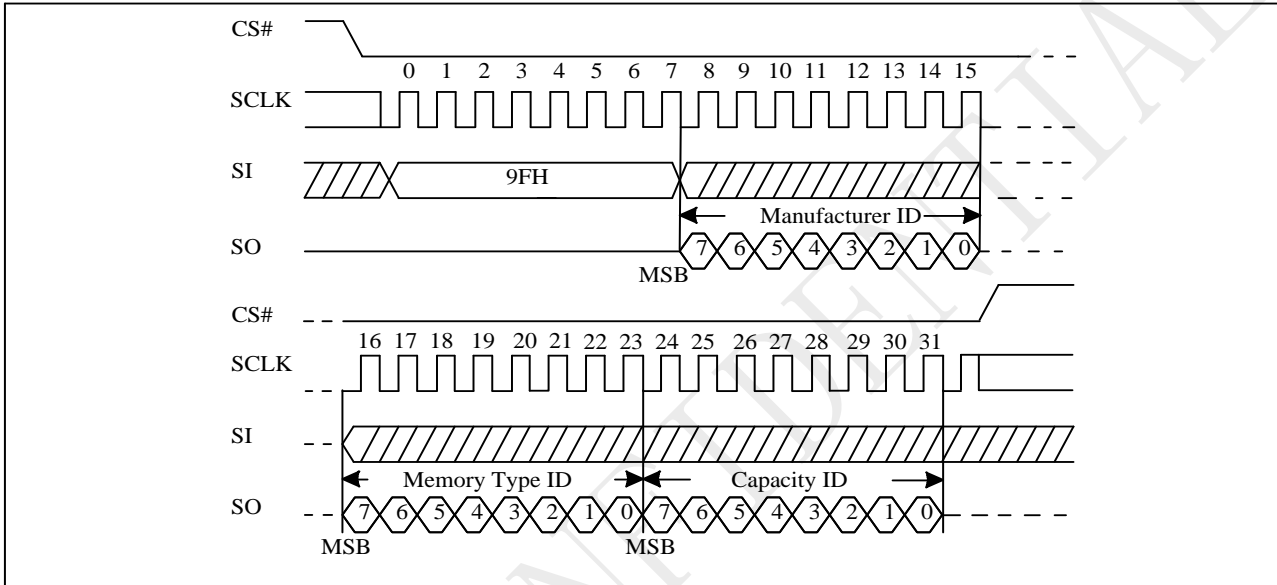 CS#
0 1 2 3 4 5 6 7 8 9 10 11 12 13 14 15
SCLK
SI
9FH
Manufacturer ID
SO
7 6 5 4 3 2 1 0
MSB
CS#
16 17 18 19 20 21 22 23 24 25 26 27 28 29 30 31
SCLK
SI
Memory Type ID Capacity ID
SO
7 6 5 4 3 2 1 0 7 6 5 4 3 2 1 0
MSB MSB